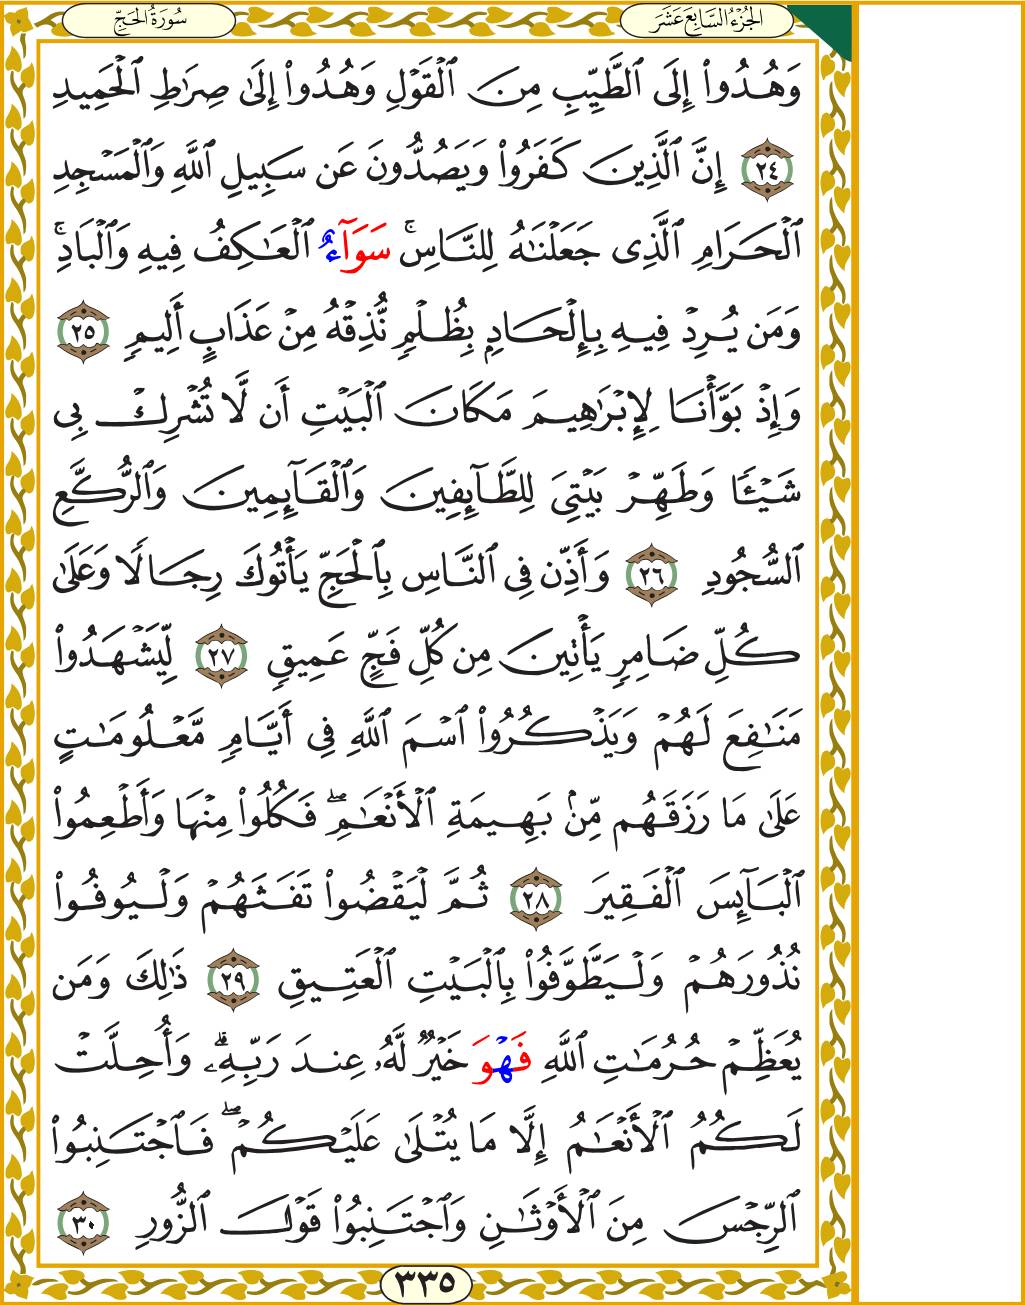 الجُزْءُ السَّابِعَ عَشَرَ
سُورَةُ الحَجِّ
وَهُدُوٓاْ إِلَى ٱلطَّيِّبِ مِنَ ٱلۡقَوۡلِ وَهُدُوٓاْ إِلَىٰ صِرَٰطِ ٱلۡحَمِيدِ
٢٤ إِنَّ ٱلَّذِينَ كَفَرُواْ وَيَصُدُّونَ عَن سَبِيلِ ٱللَّهِ وَٱلۡمَسۡجِدِ
ٱلۡحَرَامِ ٱلَّذِى جَعَلۡنَٰهُ لِلنَّاسِۚ سَوَآءٌ ٱلۡعَٰكِفُ فِيهِ وَٱلۡبَادِۚ
وَمَن يُرِدۡ فِيهِ بِإِلۡحَادِۭ بِظُلۡمٖ نُّذِقۡهُ مِنۡ عَذَابٍ أَلِيمٖ ٢٥
وَإِذۡ بَوَّأۡنَا لِإِبۡرَٰهِيمَ مَكَانَ ٱلۡبَيۡتِ أَن لَّا تُشۡرِكۡ بِى
شَيۡـٔٗا وَطَهِّرۡ بَيۡتِىَ لِلطَّآئِفِينَ وَٱلۡقَآئِمِينَ وَٱلرُّكَّعِ
ٱلسُّجُودِ ٢٦ وَأَذِّن فِى ٱلنَّاسِ بِٱلۡحَجِّ يَأۡتُوكَ رِجَالٗا وَعَلَىٰ
كُلِّ ضَامِرٖ يَأۡتِينَ مِن كُلِّ فَجٍّ عَمِيقٖ ٢٧ لِّيَشۡهَدُواْ
مَنَٰفِعَ لَهُمۡ وَيَذۡكُرُواْ ٱسۡمَ ٱللَّهِ فِىٓ أَيَّامٖ مَّعۡلُومَٰتٍ
عَلَىٰ مَا رَزَقَهُم مِّنۢ بَهِيمَةِ ٱلۡأَنۡعَٰمِۖ فَكُلُواْ مِنۡهَا وَأَطۡعِمُواْ
ٱلۡبَآئِسَ ٱلۡفَقِيرَ ٢٨ ثُمَّ لۡيَقۡضُواْ تَفَثَهُمۡ وَلۡيُوفُواْ
نُذُورَهُمۡ وَلۡيَطَّوَّفُواْ بِٱلۡبَيۡتِ ٱلۡعَتِيقِ ٢٩ ذَٰلِكَ وَمَن
يُعَظِّمۡ حُرُمَٰتِ ٱللَّهِ فَهۡوَ خَيۡرٞ لَّهُۥ عِندَ رَبِّهِۦۗ وَأُحِلَّتۡ
لَكُمُ ٱلۡأَنۡعَٰمُ إِلَّا مَا يُتۡلَىٰ عَلَيۡكُمۡۖ فَٱجۡتَنِبُواْ
ٱلرِّجۡسَ مِنَ ٱلۡأَوۡثَٰنِ وَٱجۡتَنِبُواْ قَوۡلَ ٱلزُّورِ ٣٠
٣٣٥